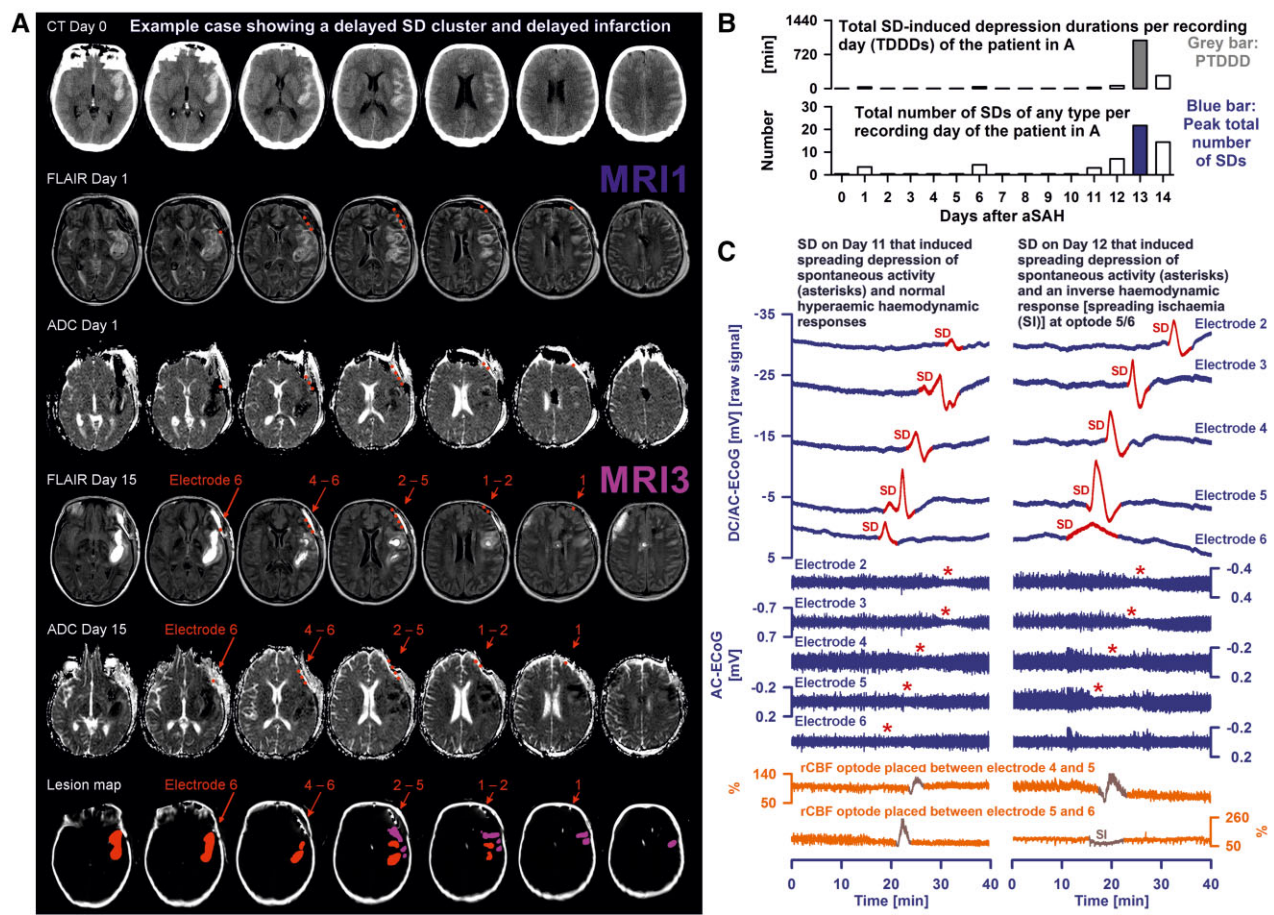 A
CT Day 0
Example case showing a delayed SD cluster and delayed infarction
FLAIR Day 1
MRI1
ADC Day 1
FLAIR Day 15
MRI3
Electrode 6
4 – 6
2 – 5
1 – 2
1
ADC Day 15
Electrode 6
4 – 6
2 – 5
1 – 2
1
Lesion map
Electrode 6
4 – 6
2 – 5
1 – 2
1
B
1440
720
0
[min]
Total SD-induced depression durations per recording
day (TDDDs) of the patient in A
Grey bar:
PTDDD
30
20
10
0
Number
Total number of SDs of any type per
recording day of the patient in A
Blue bar:
Peak total
number
of SDs
0 1 2 3 4 5 6 7 8 9 10 11 12 13 14
Days after aSAH
C
SD on Day 11 that induced
spreading depression of
spontaneous activity
(asterisks) and normal
hyperaemic haemodynamic
responses
SD on Day 12 that induced
spreading depression of
spontaneous activity (asterisks)
and an inverse haemodynamic
response [spreading ischaemia
(SI)] at optode 5/6
DC/AC-ECoG [mV] [raw signal]
-35
-25
-15
-5
5
SD
SD
SD
SD
SD
SD
SD
SD
SD
SD
Electrode 2
Electrode 3
Electrode 4
Electrode 5
Electrode 6
AC-ECoG
[mV]
Electrode 2
* *
-0.4
0.4
-0.7
0.7
Electrode 3
* *
Electrode 4
* *
-0.2
0.2
-0.2
0.2
Electrode 5
* *
Electrode 6
*
-0.2
0.2
rCBF optode placed between electrode 4 and 5
%
140
50
rCBF optode placed between electrode 5 and 6
SI
260
50
%
0 10 20 30 40
0 10 20 30 40
Time [min]
Time [min]